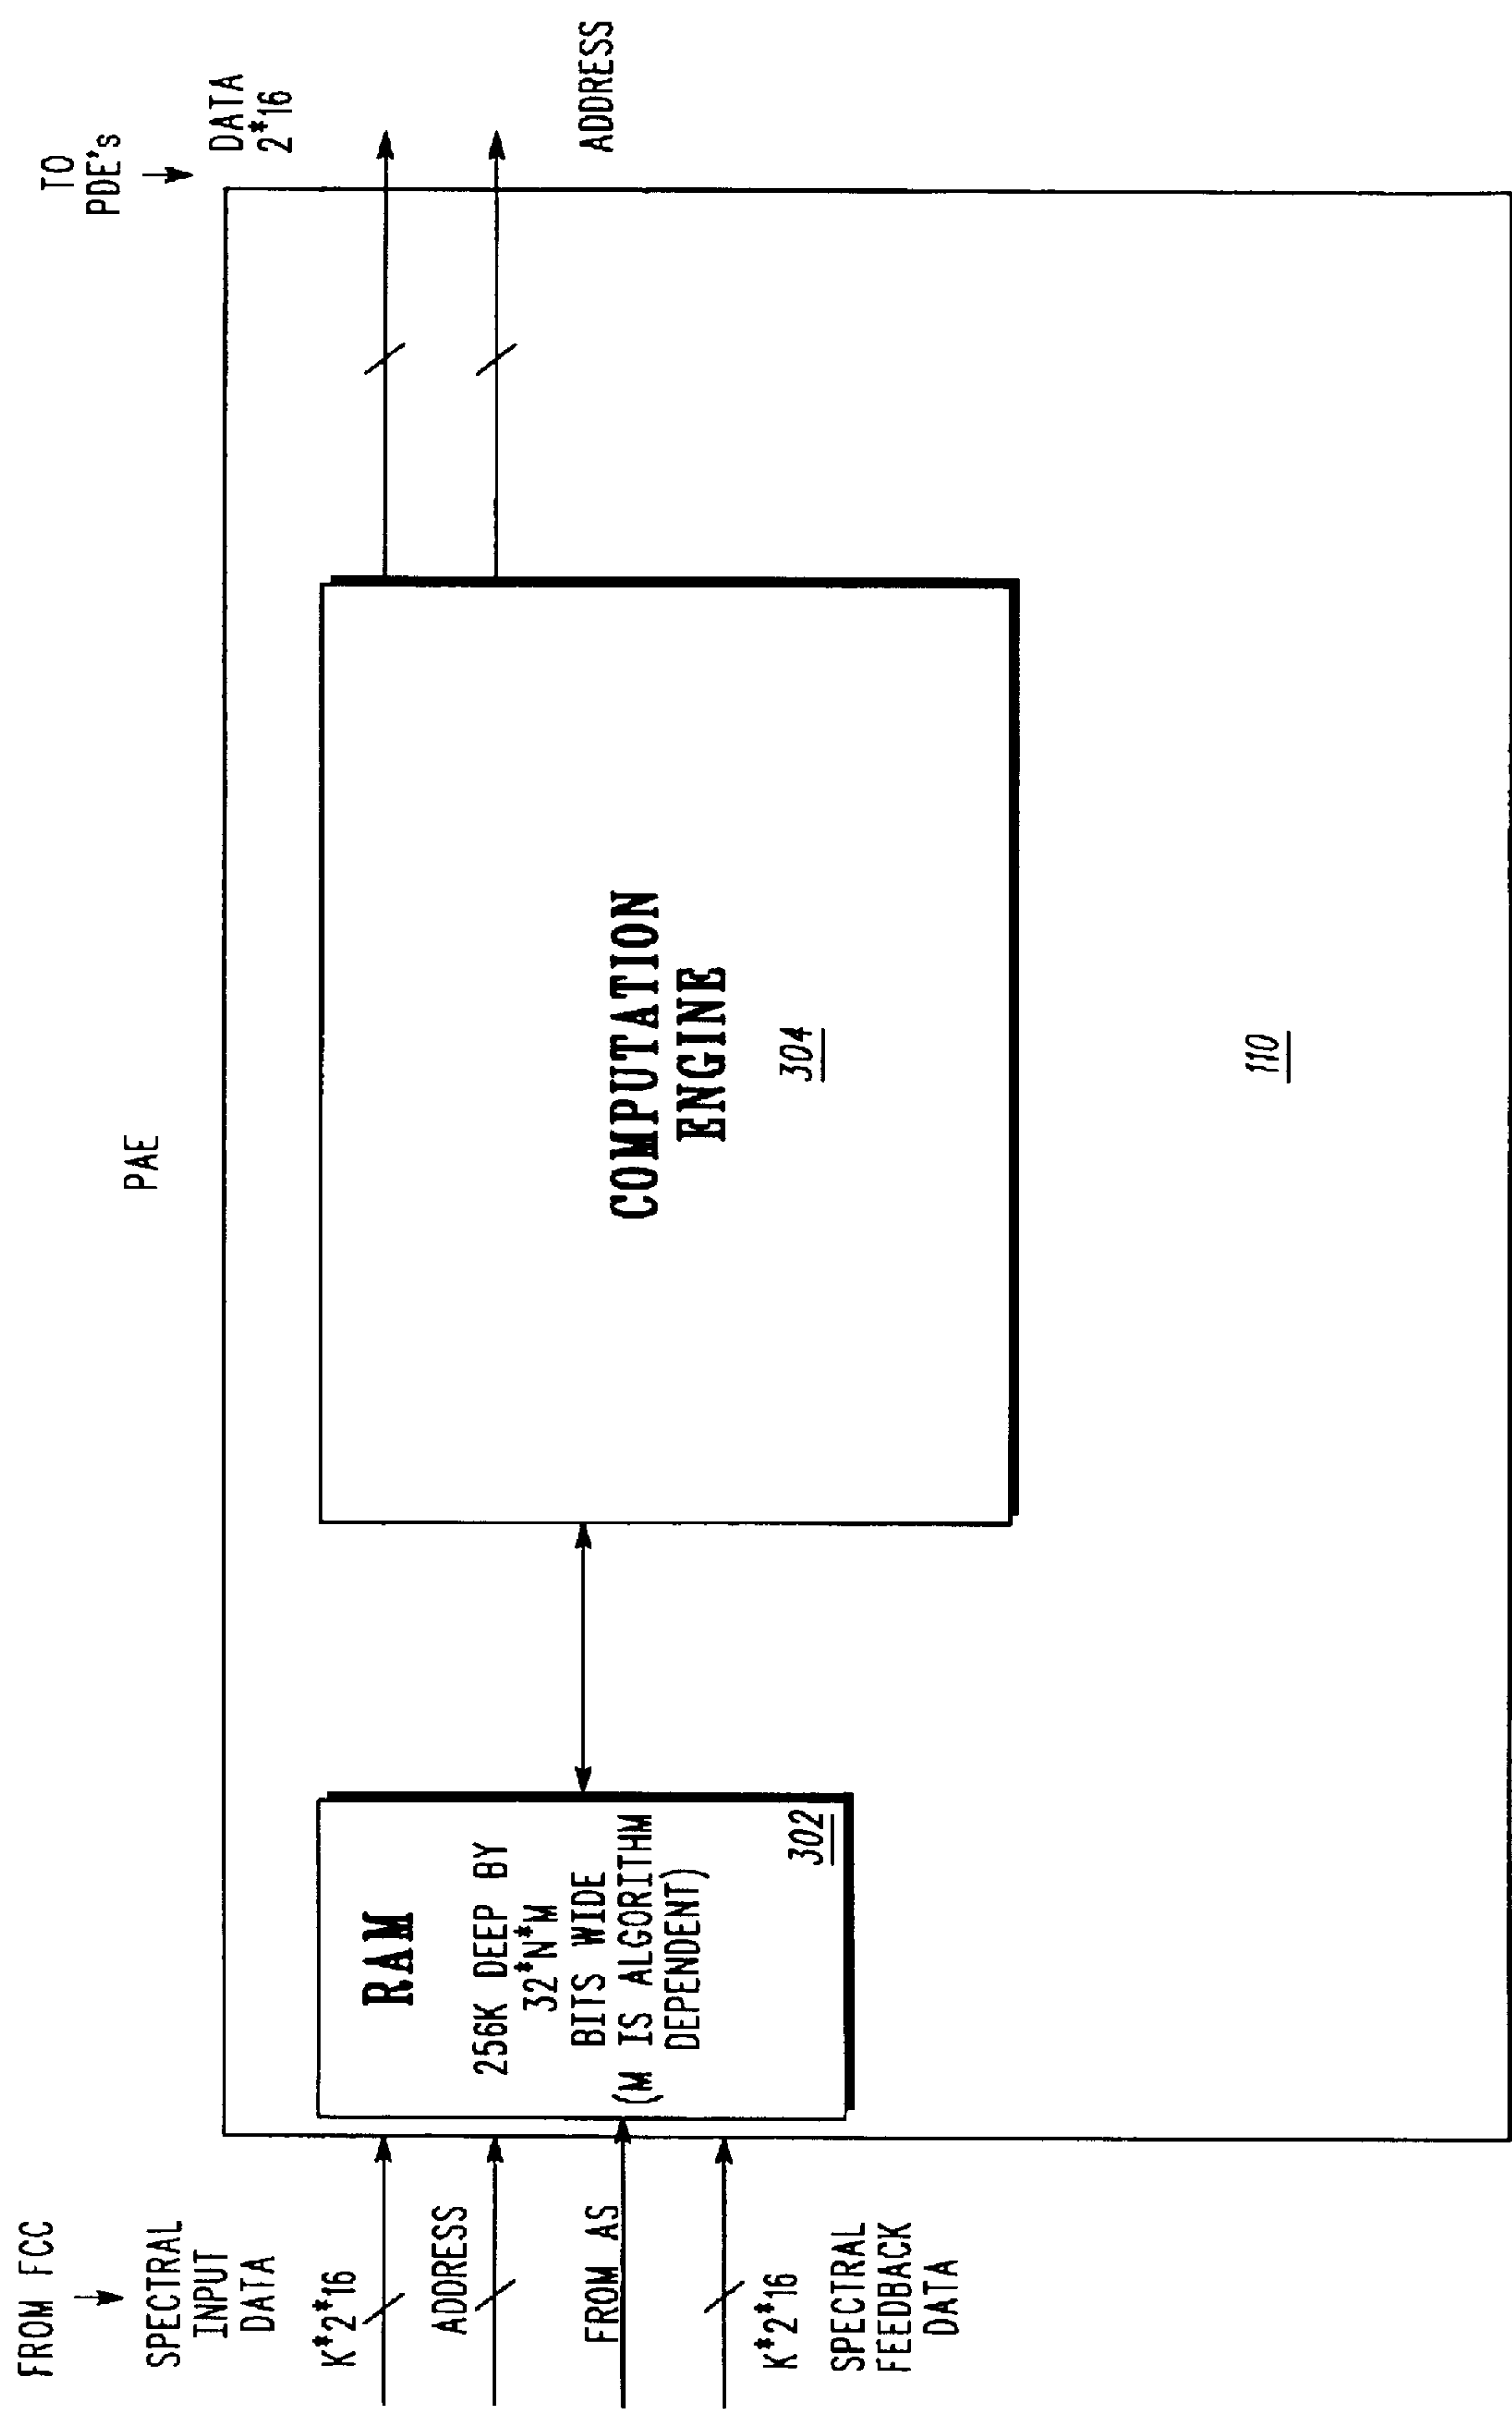 PAE
FROM FCC
SPECTRAL
INPUT
DATA
K*2*16
ADDRESS
FROM AS
K*2*16
SPECTRAL
FEEDBACK
DATA
RAM
256K DEEP BY
32*N*M
BITS WIDE
(M IS ALGORITHM
DEPENDENT)
302
COMPUTATION
ENGINE
304
110
TO
PDE's
DATA
2*16
ADDRESS